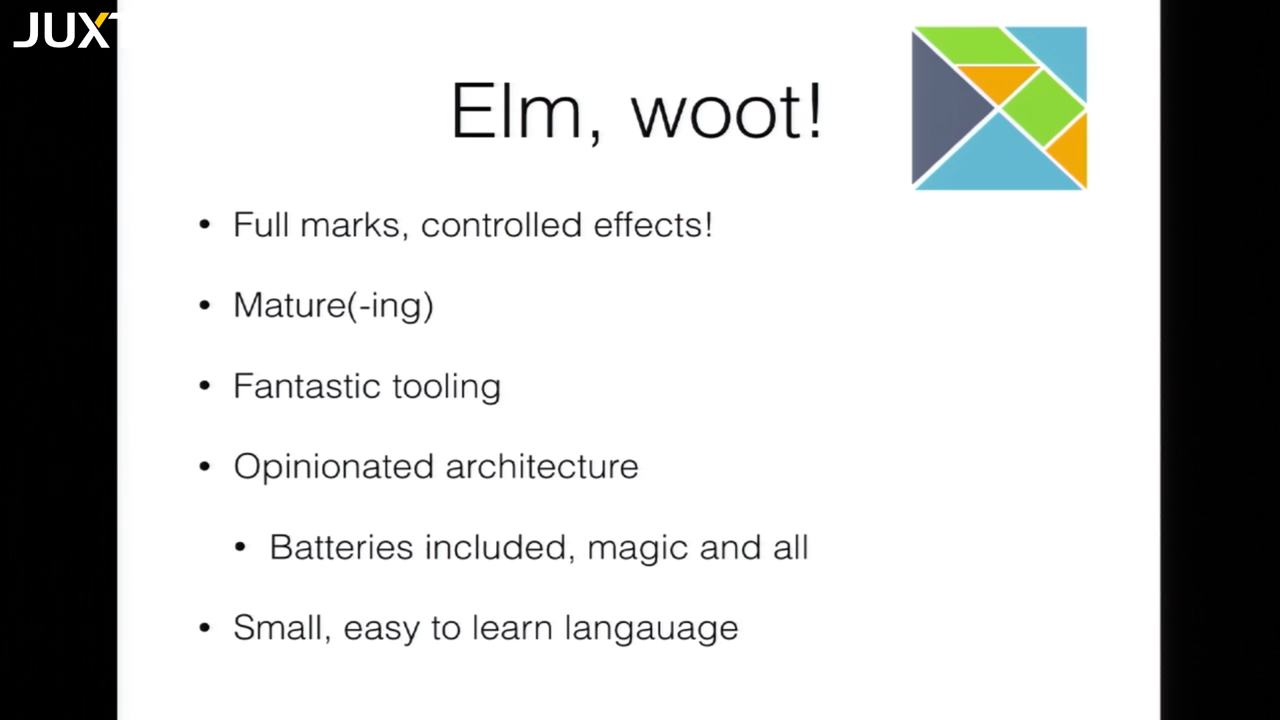 JUXT
Elm, woot!
• Full marks, controlled effects!
• Mature(-ing)
• Fantastic tooling
• Opinionated architecture
• Batteries included, magic and all
• Small, easy to learn langauage